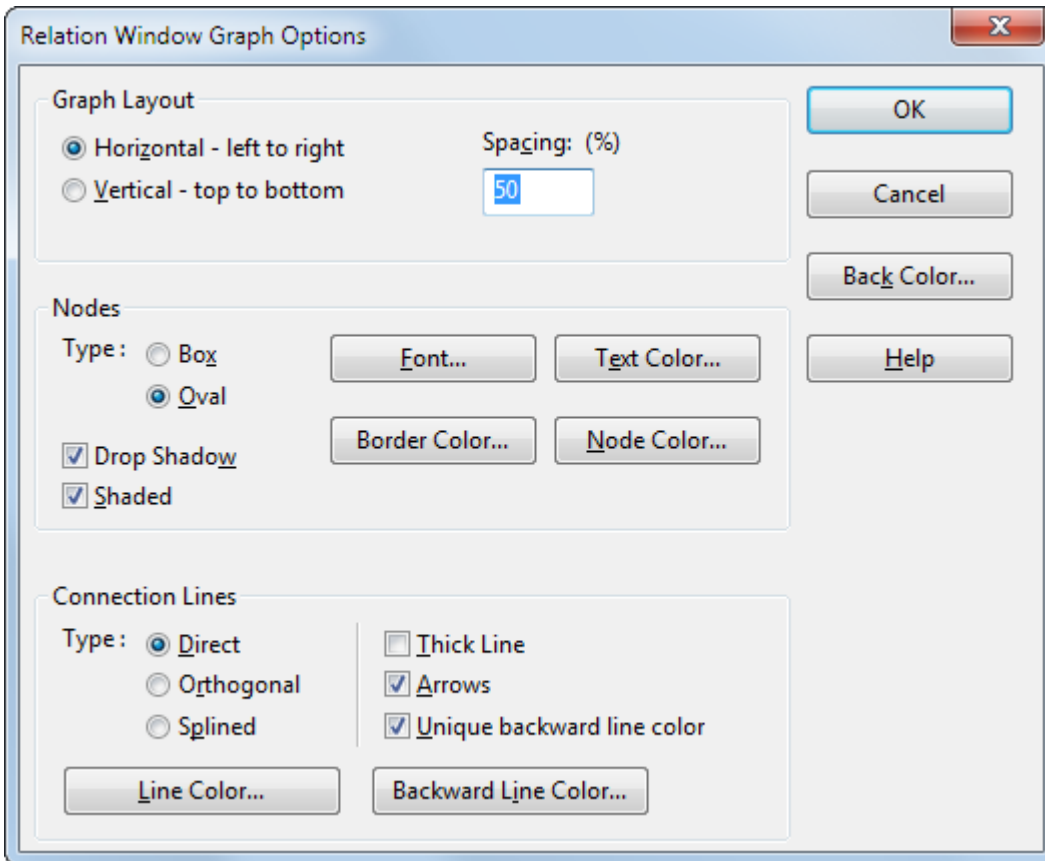 Relation Window Graph Options
Graph Layout
Horizontal - left to right
Vertical - top to bottom
Spacing: (%)
50
OK
Cancel
Back Color...
Help
Nodes
Type :
Box
Oval
Drop Shadow
Shaded
Font...
Text Color...
Border Color...
Node Color...
Connection Lines
Type :
Direct
Orthogonal
Splined
Thick Line
Arrows
Unique backward line color
Line Color...
Backward Line Color...